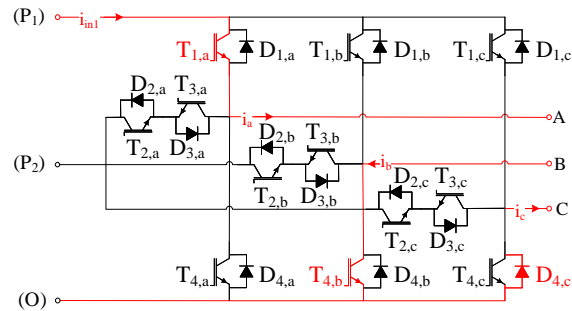 (P1) iin1
T1,a D1,a T1,b D1,b T1,c D1,c
D2,a T3,a
ia A
T2,a D3,a D2,b T3,b
(P2) ib B
T2,b D3,b D2,c T3,c
ic C
T2,c D3,c
T4,a D4,a T4,b D4,b T4,c D4,c
(O)